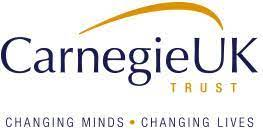 CarnegieUK
TRUST
CHANGING MINDS • CHANGING LIVES